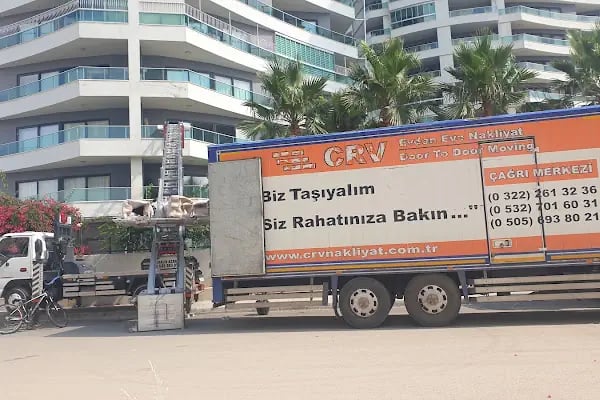 CRV
Evden Eve Nakliyat
Door To Door Moving
Biz Taşıyalım
Siz Rahatınıza Bakın...
www.crvnakliyat.com.tr
ÇAĞRI MERKEZİ
(0 322) 261 32 36
(0 532) 201 60 31
(0 505) 693 80 21